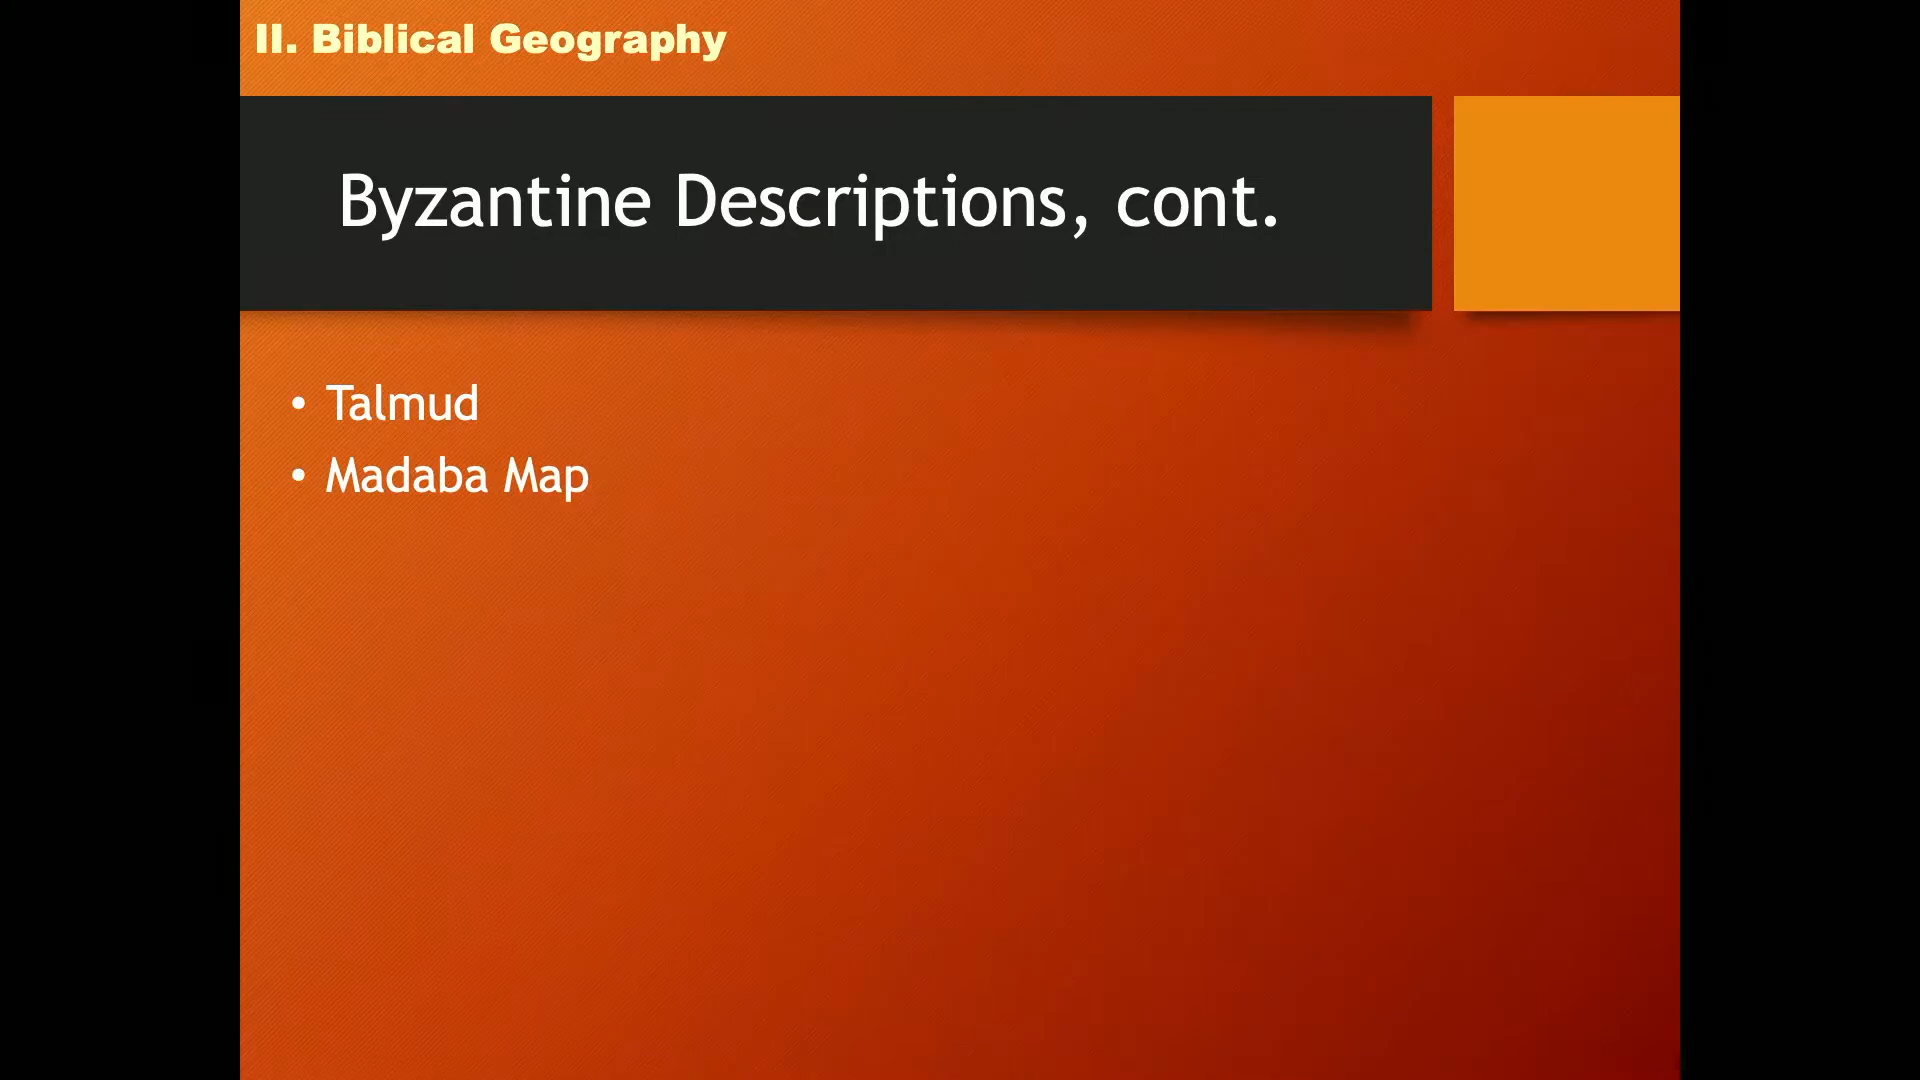 II. Biblical Geography
Byzantine Descriptions, cont.
• Talmud
• Madaba Map